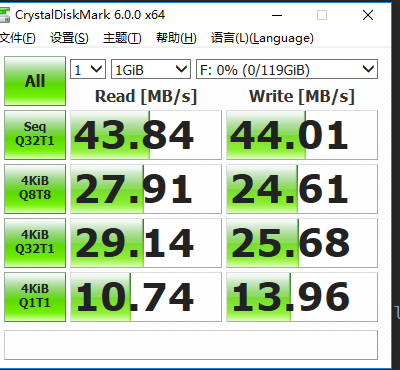 CrystalDiskMark 6.0.0 x64
文件(F) 设置(S) 主题(T) 帮助(H) 语言(L)(Language)
All 1 1GiB F: 0% (0/119GiB)
Read [MB/s] Write [MB/s]
Seq
Q32T1
43.84 44.01
4KiB
Q8T8
27.91 24.61
4KiB
Q32T1
29.14 25.68
4KiB
Q1T1
10.74 13.96